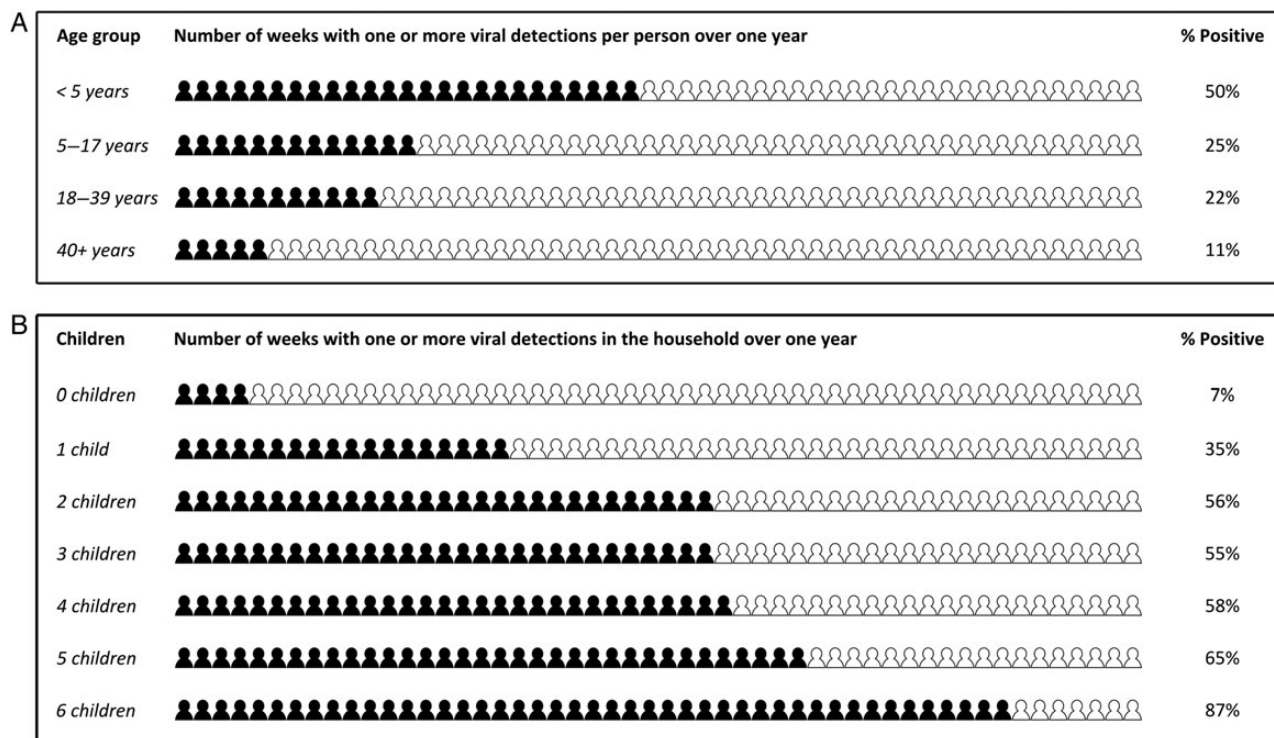 A
Age group Number of weeks with one or more viral detections per person over one year % Positive
< 5 years 50%
5–17 years 25%
18–39 years 22%
40+ years 11%
B
Children Number of weeks with one or more viral detections in the household over one year % Positive
0 children 7%
1 child 35%
2 children 56%
3 children 55%
4 children 58%
5 children 65%
6 children 87%